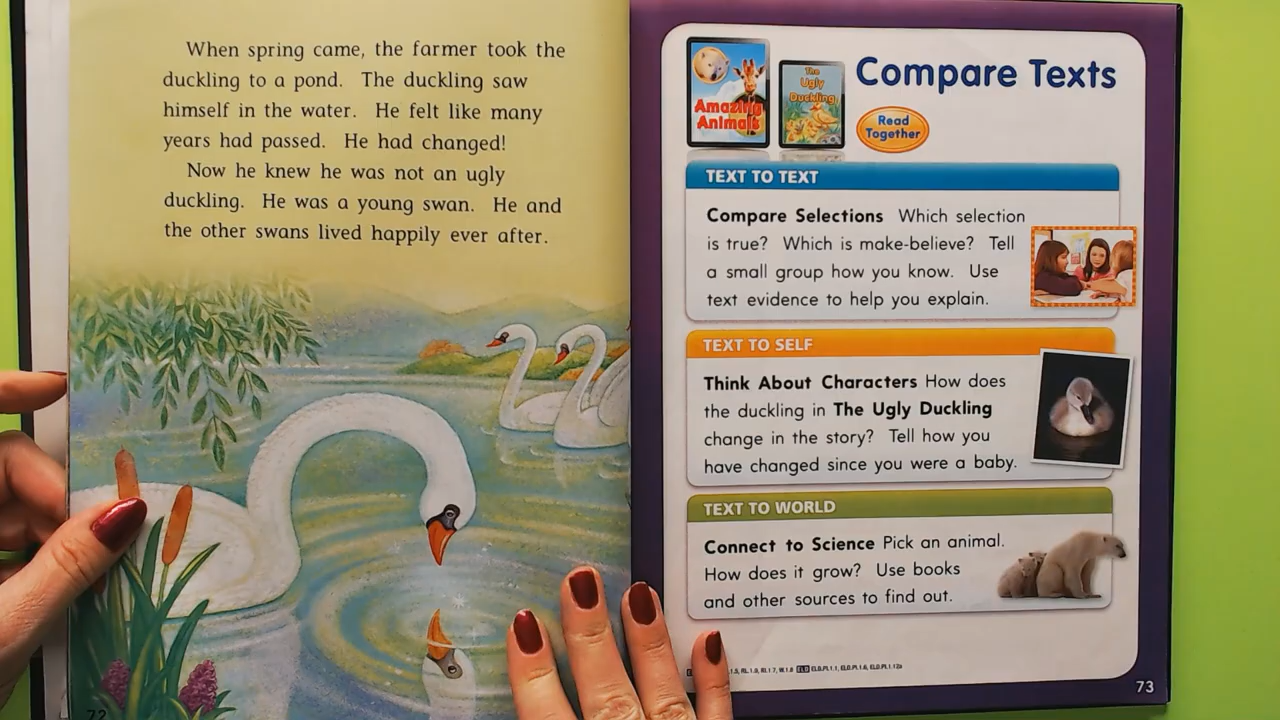 When spring came, the farmer took the
duckling to a pond. The duckling saw
himself in the water. He felt like many
years had passed. He had changed!
Now he knew he was not an ugly
duckling. He was a young swan. He and
the other swans lived happily ever after.
72
Amazing
Animals
The
Ugly
Duckling
Compare Texts
Read
Together
TEXT TO TEXT
Compare Selections Which selection
is true? Which is make-believe? Tell
a small group how you know. Use
text evidence to help you explain.
TEXT TO SELF
Think About Characters How does
the duckling in The Ugly Duckling
change in the story? Tell how you
have changed since you were a baby.
TEXT TO WORLD
Connect to Science Pick an animal.
How does it grow? Use books
and other sources to find out.
73